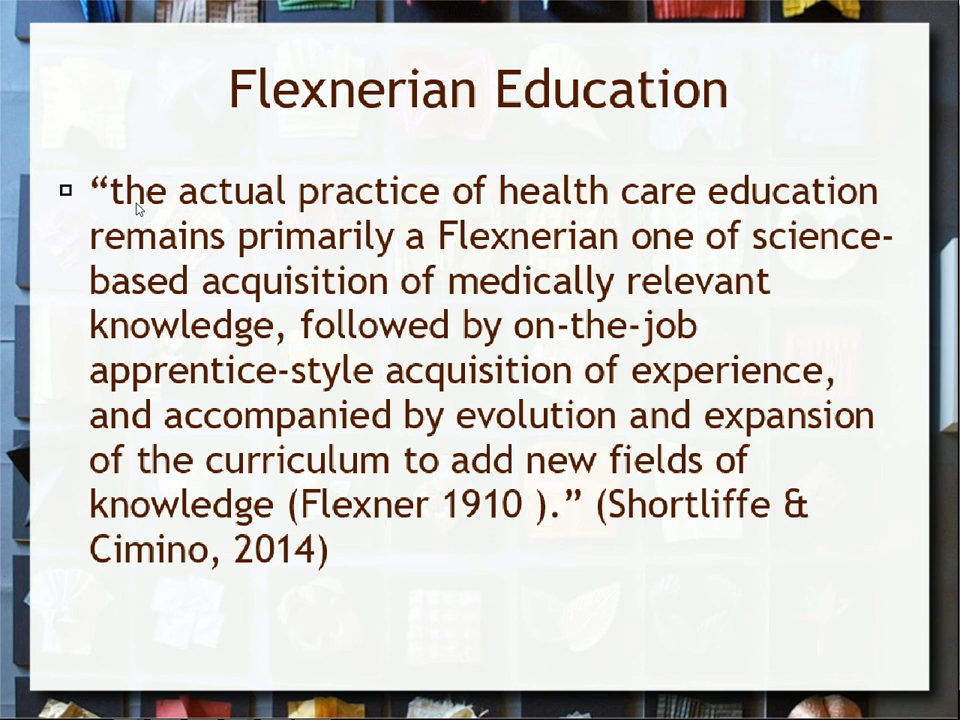 Flexnerian Education
“the actual practice of health care education
remains primarily a Flexnerian one of science-
based acquisition of medically relevant
knowledge, followed by on-the-job
apprentice-style acquisition of experience,
and accompanied by evolution and expansion
of the curriculum to add new fields of
knowledge (Flexner 1910 ).” (Shortliffe &
Cimino, 2014)